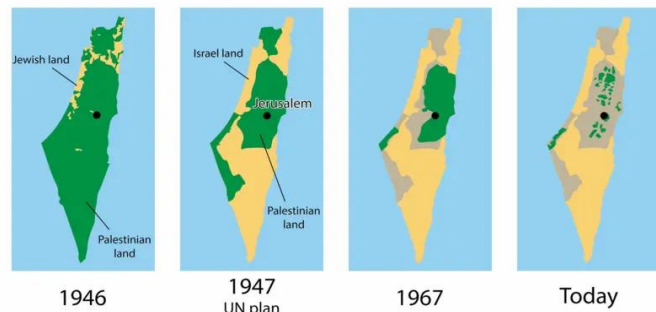 Jewish land
Palestinian
land
1946
Israel land
Jerusalem
Palestinian
land
1947
UN plan
1967
Today